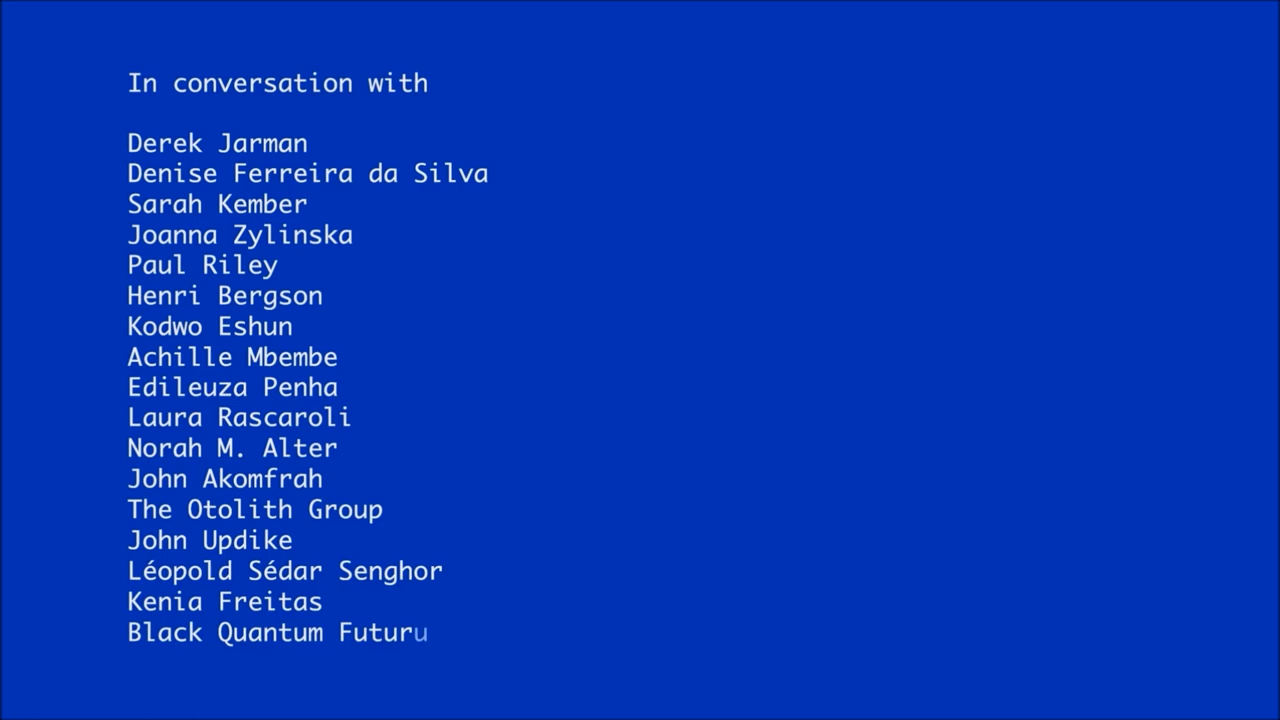 In conversation with
Derek Jarman
Denise Ferreira da Silva
Sarah Kember
Joanna Zylinska
Paul Riley
Henri Bergson
Kodwo Eshun
Achille Mbembe
Edileuza Penha
Laura Rascaroli
Norah M. Alter
John Akomfrah
The Otolith Group
John Updike
Léopold Sédar Senghor
Kenia Freitas
Black Quantum Futuru